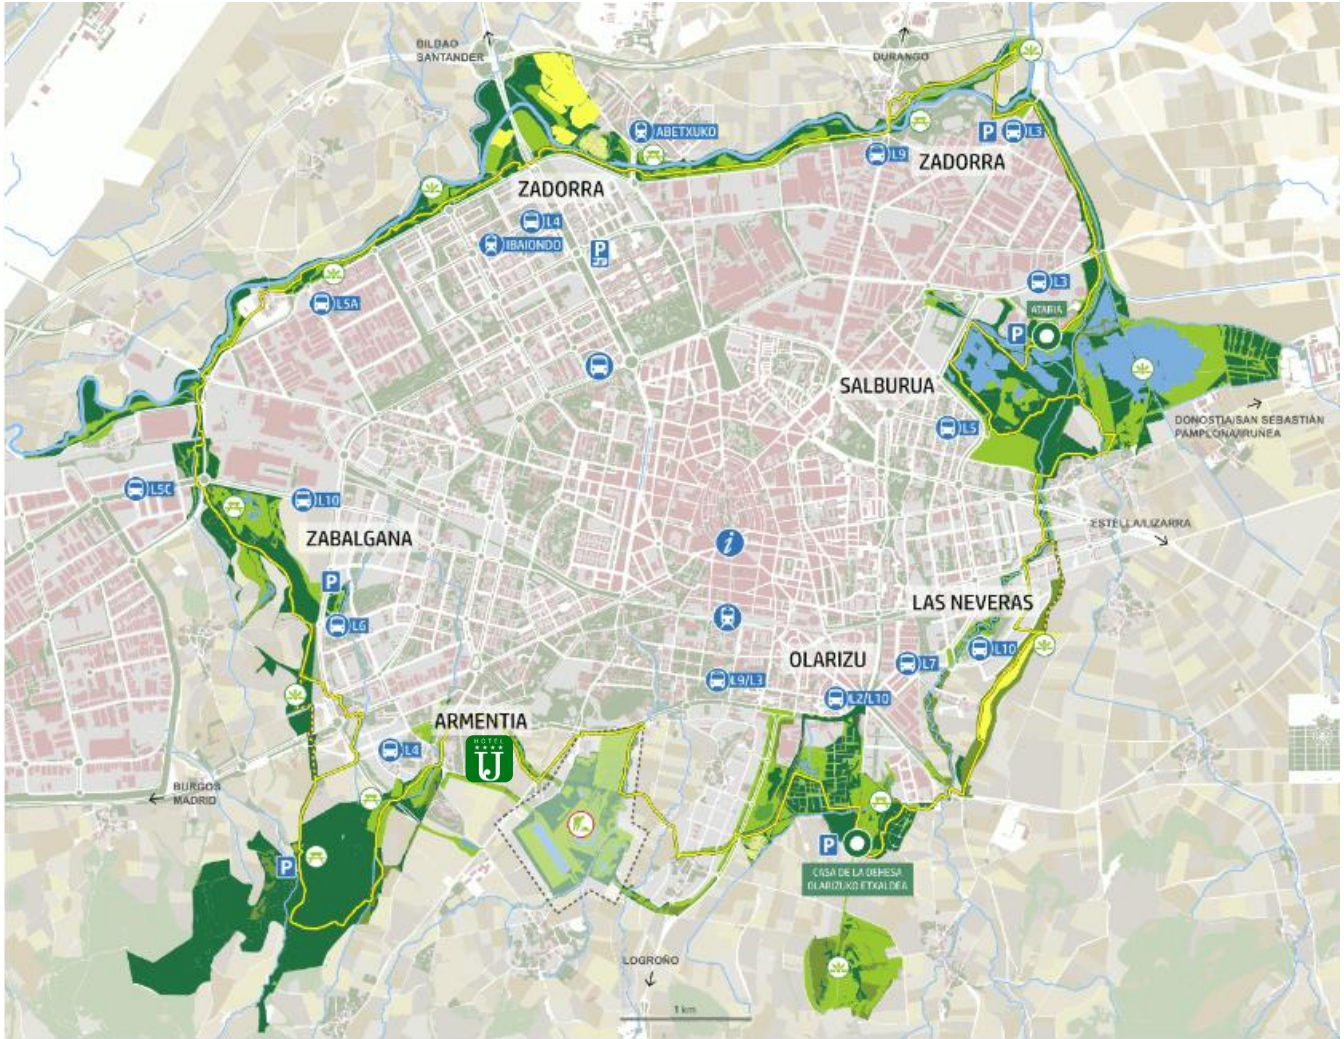 BILBAO
SANTANDER
DURANGO
ABETXUKO
P
L3
L9
ZADORRA
ZADORRA
L4
IBAIONDO
P
L5A
L3
ATARIA
P
SALBURUA
L5
DONOSTIA/SAN SEBASTIÁN
PAMPLONA/IRUÑEA
L5C
L10
ZABALGANA
i
ESTELLA/LIZARRA
P
L6
LAS NEVERAS
L10
OLARIZU
L7
L9/L3
L2/L10
ARMENTIA
HOTEL
UJ
L4
BURGOS
MADRID
P
P
CASA DE LA DEHESA
OLARIZUKO ETXALDEA
LOGROÑO
1 km